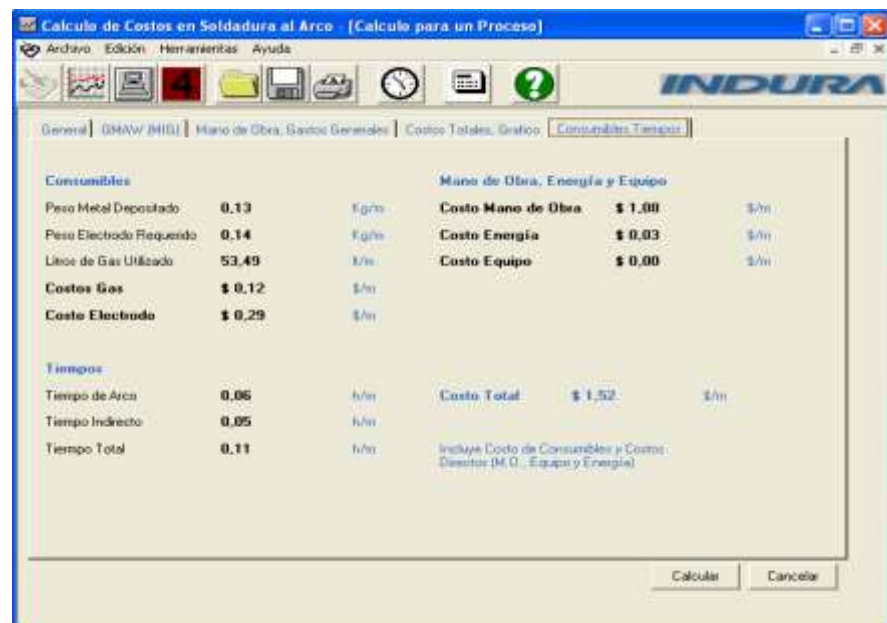 Calculo de Costos en Soldadura al Arco - [Calculo para un Proceso]
Archivo Edición Herramientas Ayuda
INDURA
General GMAW (MIG) Mano de Obra, Gastos Generales Costos Totales, Grafico Consumibles Tiempos
Consumibles
Peso Metal Depositado 0,13 Kg/m
Peso Electrodo Requerido 0,14 Kg/m
Litros de Gas Utilizado 53,49 lt/m
Costos Gas $ 0,12 $/m
Costo Electrodo $ 0,29 $/m
Mano de Obra, Energía y Equipo
Costo Mano de Obra $ 1,08 $/m
Costo Energía $ 0,03 $/m
Costo Equipo $ 0,00 $/m
Tiempos
Tiempo de Arco 0,06 h/m
Tiempo Indirecto 0,05 h/m
Tiempo Total 0,11 h/m
Costo Total $ 1,52 $/m
Incluye Costo de Consumibles y Costos
Directos (M.O., Equipo y Energía)
Calcular Cancelar